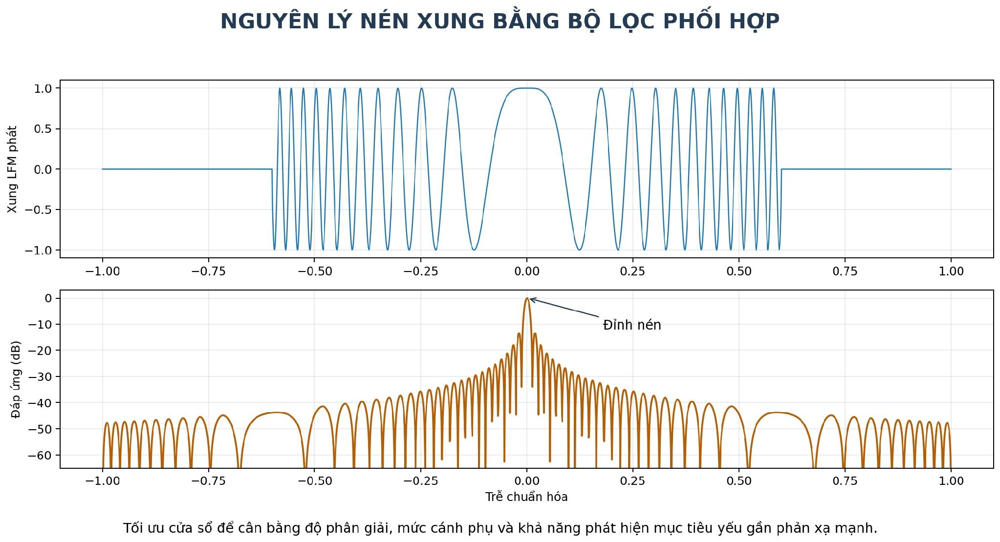 NGUYÊN LÝ NÉN XUNG BẰNG BỘ LỌC PHỐI HỢP
Xung LFM phát
1.0
0.5
0.0
−0.5
−1.0
−1.00 −0.75 −0.50 −0.25 0.00 0.25 0.50 0.75 1.00
Đáp ứng (dB)
0
−10
−20
−30
−40
−50
−60
Đỉnh nén
−1.00 −0.75 −0.50 −0.25 0.00 0.25 0.50 0.75 1.00
Trễ chuẩn hóa
Tối ưu cửa sổ để cân bằng độ phân giải, mức cánh phụ và khả năng phát hiện mục tiêu yếu gần phản xạ mạnh.